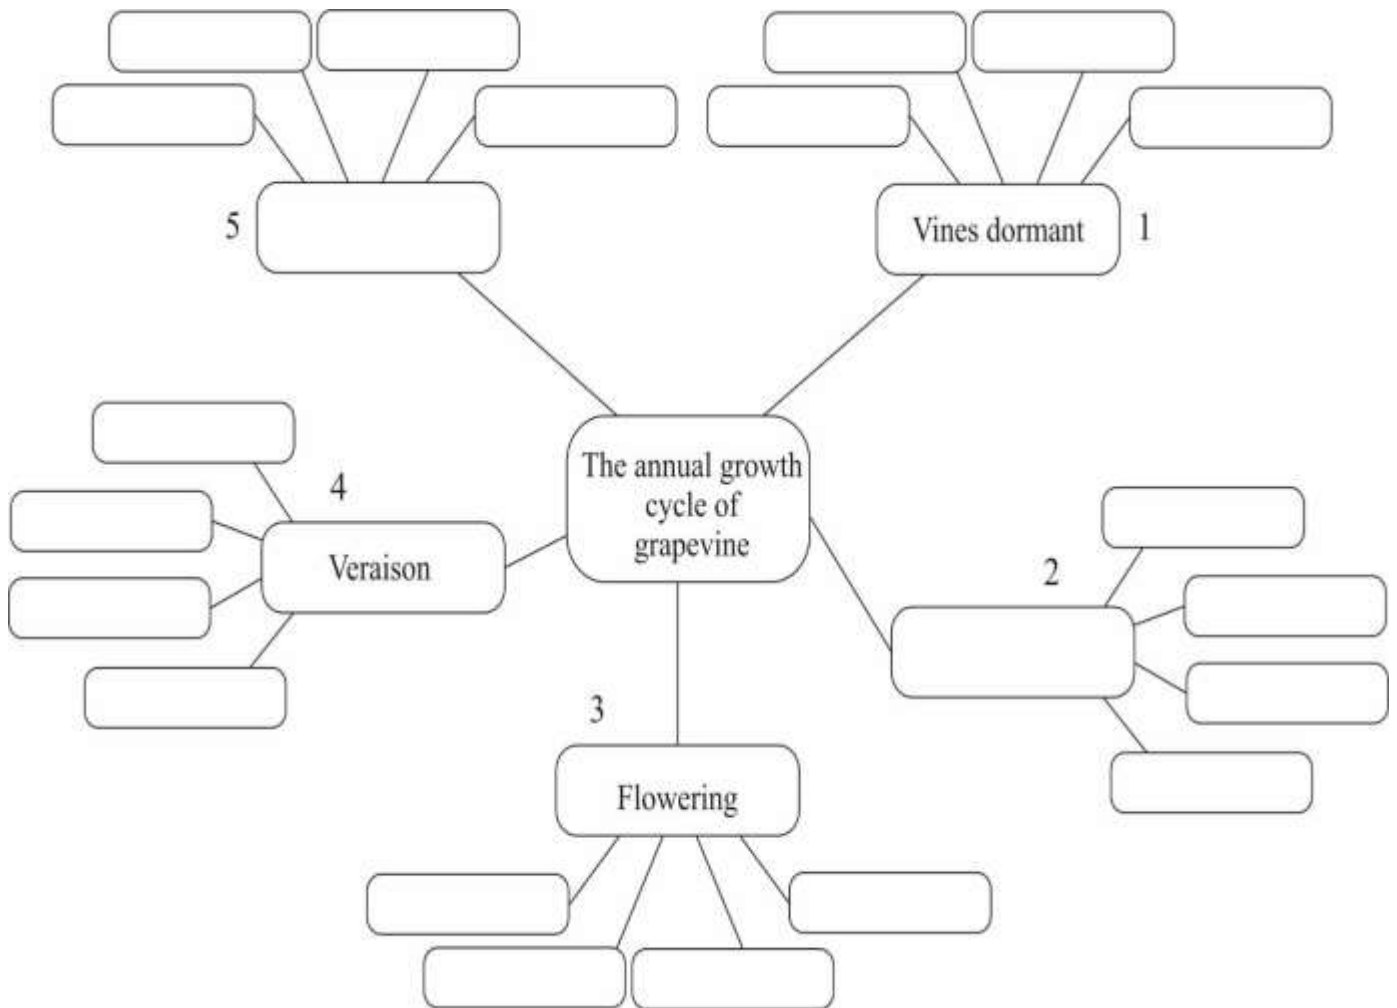 5
Vines dormant 1
The annual growth
cycle of
grapevine
4
Veraison
2
3
Flowering